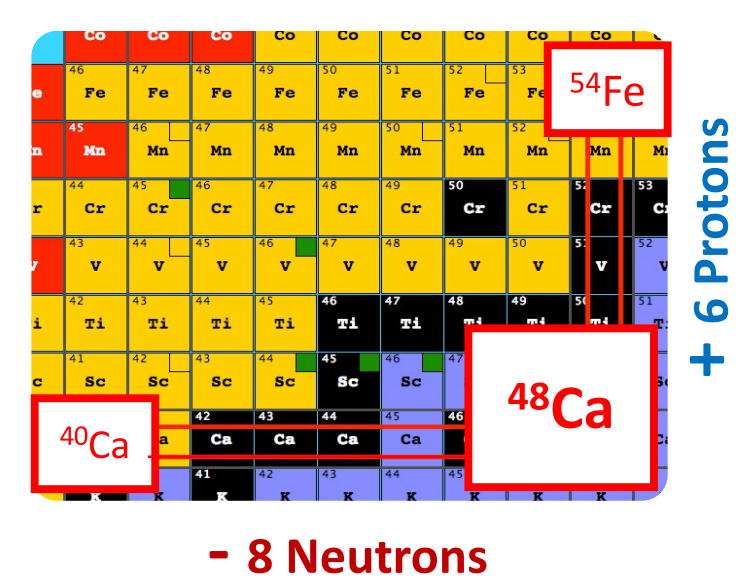 Co Co Co Co Co Co Co Co Co
46 47 48 49 50 51 52 53
e Fe Fe Fe Fe Fe Fe Fe
⁵⁴Fe
45 46 47 48 49 50 51 52
n Mn Mn Mn Mn Mn Mn Mn Mn Mn
44 45 46 47 48 49 50 51 52 53
r Cr Cr Cr Cr Cr Cr Cr Cr Cr
43 44 45 46 47 48 49 50 51 52
V V V V V V V V V V
42 43 44 45 46 47 48 49 50 51
i Ti Ti Ti Ti Ti Ti Ti Ti Ti
41 42 43 44 45 46 47
c Sc Sc Sc Sc Sc Sc
⁴⁸Ca
42 43 44 45 46
⁴⁰Ca a Ca Ca Ca Ca
41 42 43 44 45
K K K K K K K
+ 6 Protons
- 8 Neutrons